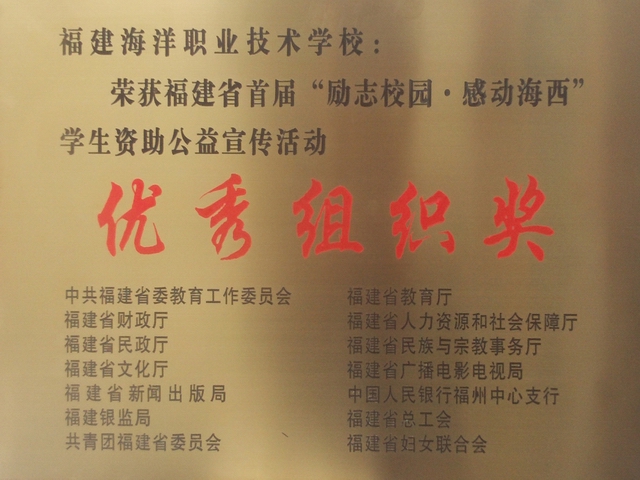 福建海洋职业技术学校：
荣获福建省首届“励志校园·感动海西”
学生资助公益宣传活动
优秀组织奖
中共福建省委教育工作委员会
福建省财政厅
福建省民政厅
福建省文化厅
福建省新闻出版局
福建银监局
共青团福建省委员会
福建省教育厅
福建省人力资源和社会保障厅
福建省民族与宗教事务厅
福建省广播电影电视局
中国人民银行福州中心支行
福建省总工会
福建省妇女联合会